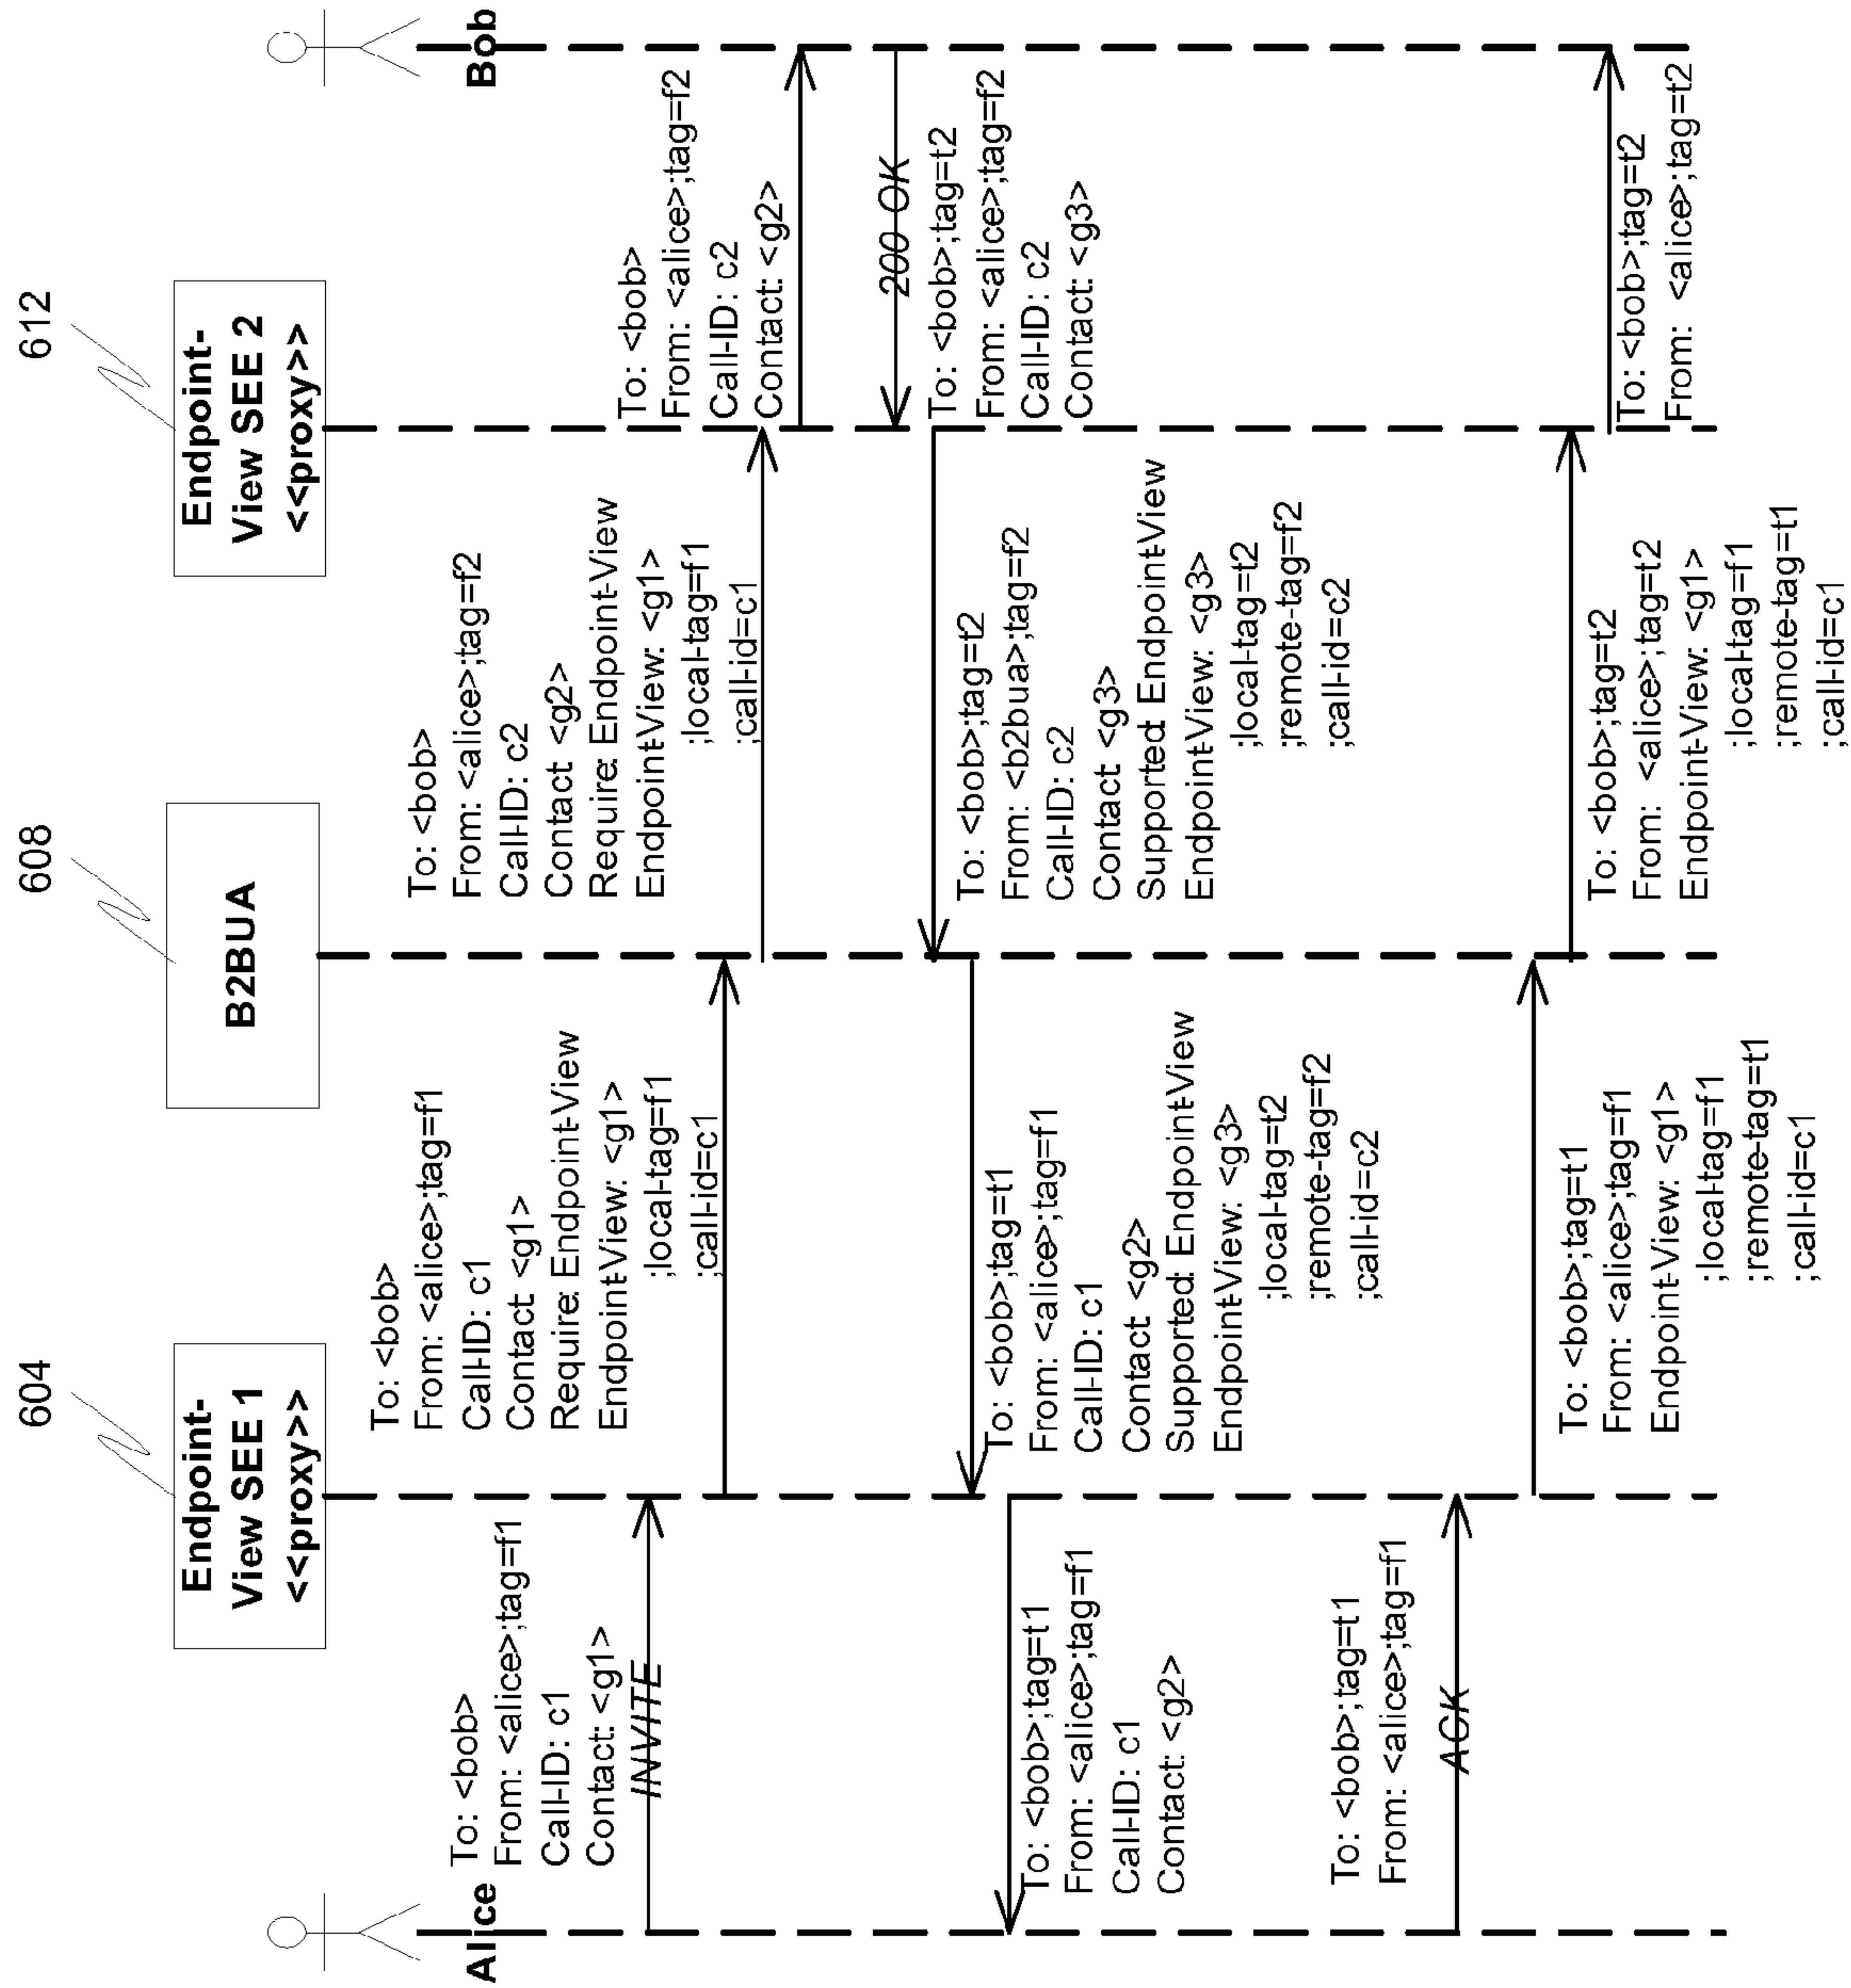 604
608
612
Endpoint-
View SEE 1
<<proxy>>
B2BUA
Endpoint-
View SEE 2
<<proxy>>
Alice
Bob
To: <bob>
From: <alice>;tag=f1
Call-ID: c1
Contact: <g1>
INVITE
To: <bob>
From: <alice>;tag=f1
Call-ID: c1
Contact <g1>
Require: Endpoint-View
Endpoint-View: <g1>
;local-tag=f1
;call-id=c1
To: <bob>
From: <alice>;tag=f2
Call-ID: c2
Contact <g2>
Require: Endpoint-View
Endpoint-View: <g1>
;local-tag=f1
;call-id=c1
To: <bob>
From: <alice>;tag=f2
Call-ID: c2
Contact: <g2>
200 OK
To: <bob>;tag=t2
From: <alice>;tag=f2
Call-ID: c2
Contact: <g3>
To: <bob>;tag=t2
From: <b2bua>;tag=f2
Call-ID: c2
Contact <g3>
Supported: Endpoint-View
Endpoint-View: <g3>
;local-tag=t2
;remote-tag=f2
;call-id=c2
To: <bob>;tag=t1
From: <alice>;tag=f1
Call-ID: c1
Contact <g2>
Supported: Endpoint-View
Endpoint-View: <g3>
;local-tag=t2
;remote-tag=f2
;call-id=c2
To: <bob>;tag=t1
From: <alice>;tag=f1
Call-ID: c1
Contact: <g2>
To: <bob>;tag=t1
From: <alice>;tag=f1
ACK
To: <bob>;tag=t1
From: <alice>;tag=f1
Endpoint-View: <g1>
;local-tag=f1
;remote-tag=t1
;call-id=c1
To: <bob>;tag=t2
From: <alice>;tag=t2
Endpoint-View: <g1>
;local-tag=f1
;remote-tag=t1
;call-id=c1
To: <bob>;tag=t2
From: <alice>;tag=t2